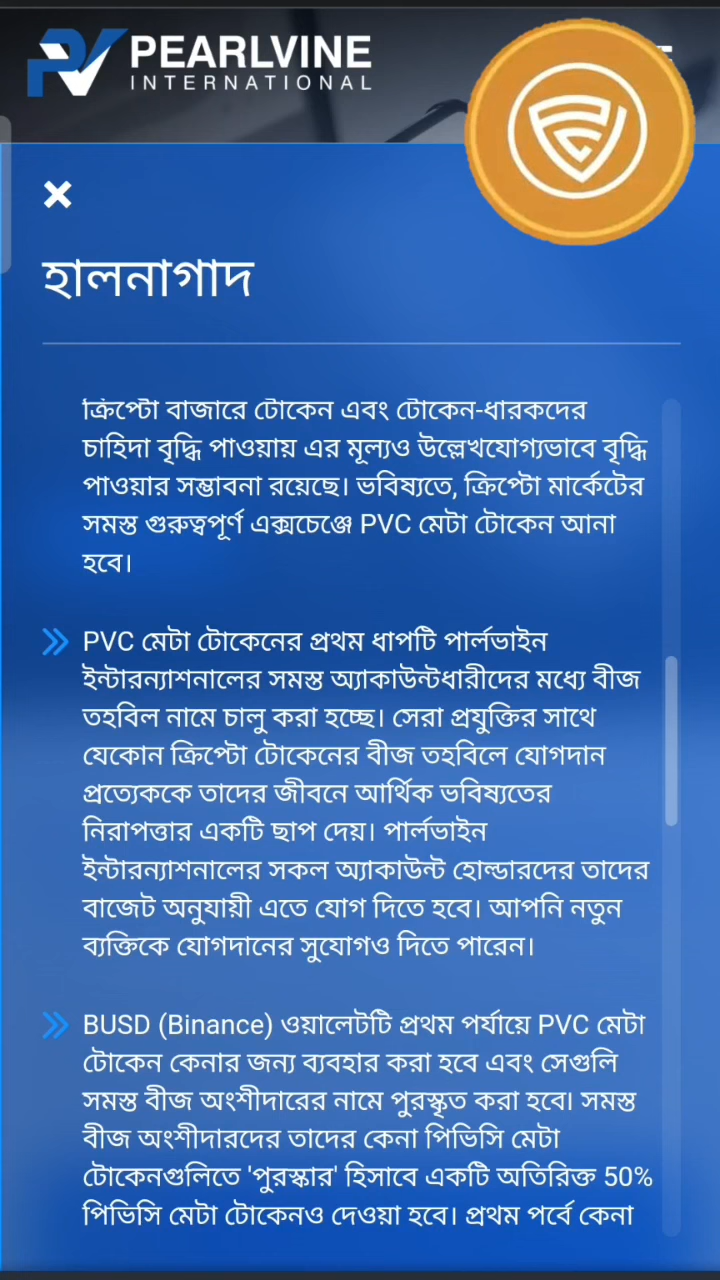 PEARLVINE
INTERNATIONAL
হালনাগাদ
ক্রিপ্টো বাজারে টোকেন এবং টোকেন-ধারকদের
চাহিদা বৃদ্ধি পাওয়ায় এর মূল্যও উল্লেখযোগ্যভাবে বৃদ্ধি
পাওয়ার সম্ভাবনা রয়েছে। ভবিষ্যতে, ক্রিপ্টো মার্কেটের
সমস্ত গুরুত্বপূর্ণ এক্সচেঞ্জে PVC মেটা টোকেন আনা
হবে।
PVC মেটা টোকেনের প্রথম ধাপটি পার্লভাইন
ইন্টারন্যাশনালের সমস্ত অ্যাকাউন্টধারীদের মধ্যে বীজ
তহবিল নামে চালু করা হচ্ছে। সেরা প্রযুক্তির সাথে
যেকোন ক্রিপ্টো টোকেনের বীজ তহবিলে যোগদান
প্রত্যেককে তাদের জীবনে আর্থিক ভবিষ্যতের
নিরাপত্তার একটি ছাপ দেয়। পার্লভাইন
ইন্টারন্যাশনালের সকল অ্যাকাউন্ট হোল্ডারদের তাদের
বাজেট অনুযায়ী এতে যোগ দিতে হবে। আপনি নতুন
ব্যক্তিকে যোগদানের সুযোগও দিতে পারেন।
BUSD (Binance) ওয়ালেটটি প্রথম পর্যায়ে PVC মেটা
টোকেন কেনার জন্য ব্যবহার করা হবে এবং সেগুলি
সমস্ত বীজ অংশীদারের নামে পুরস্কৃত করা হবে। সমস্ত
বীজ অংশীদারদের তাদের কেনা পিভিসি মেটা
টোকেনগুলিতে 'পুরস্কার' হিসাবে একটি অতিরিক্ত 50%
পিভিসি মেটা টোকেনও দেওয়া হবে। প্রথম পর্বে কেনা